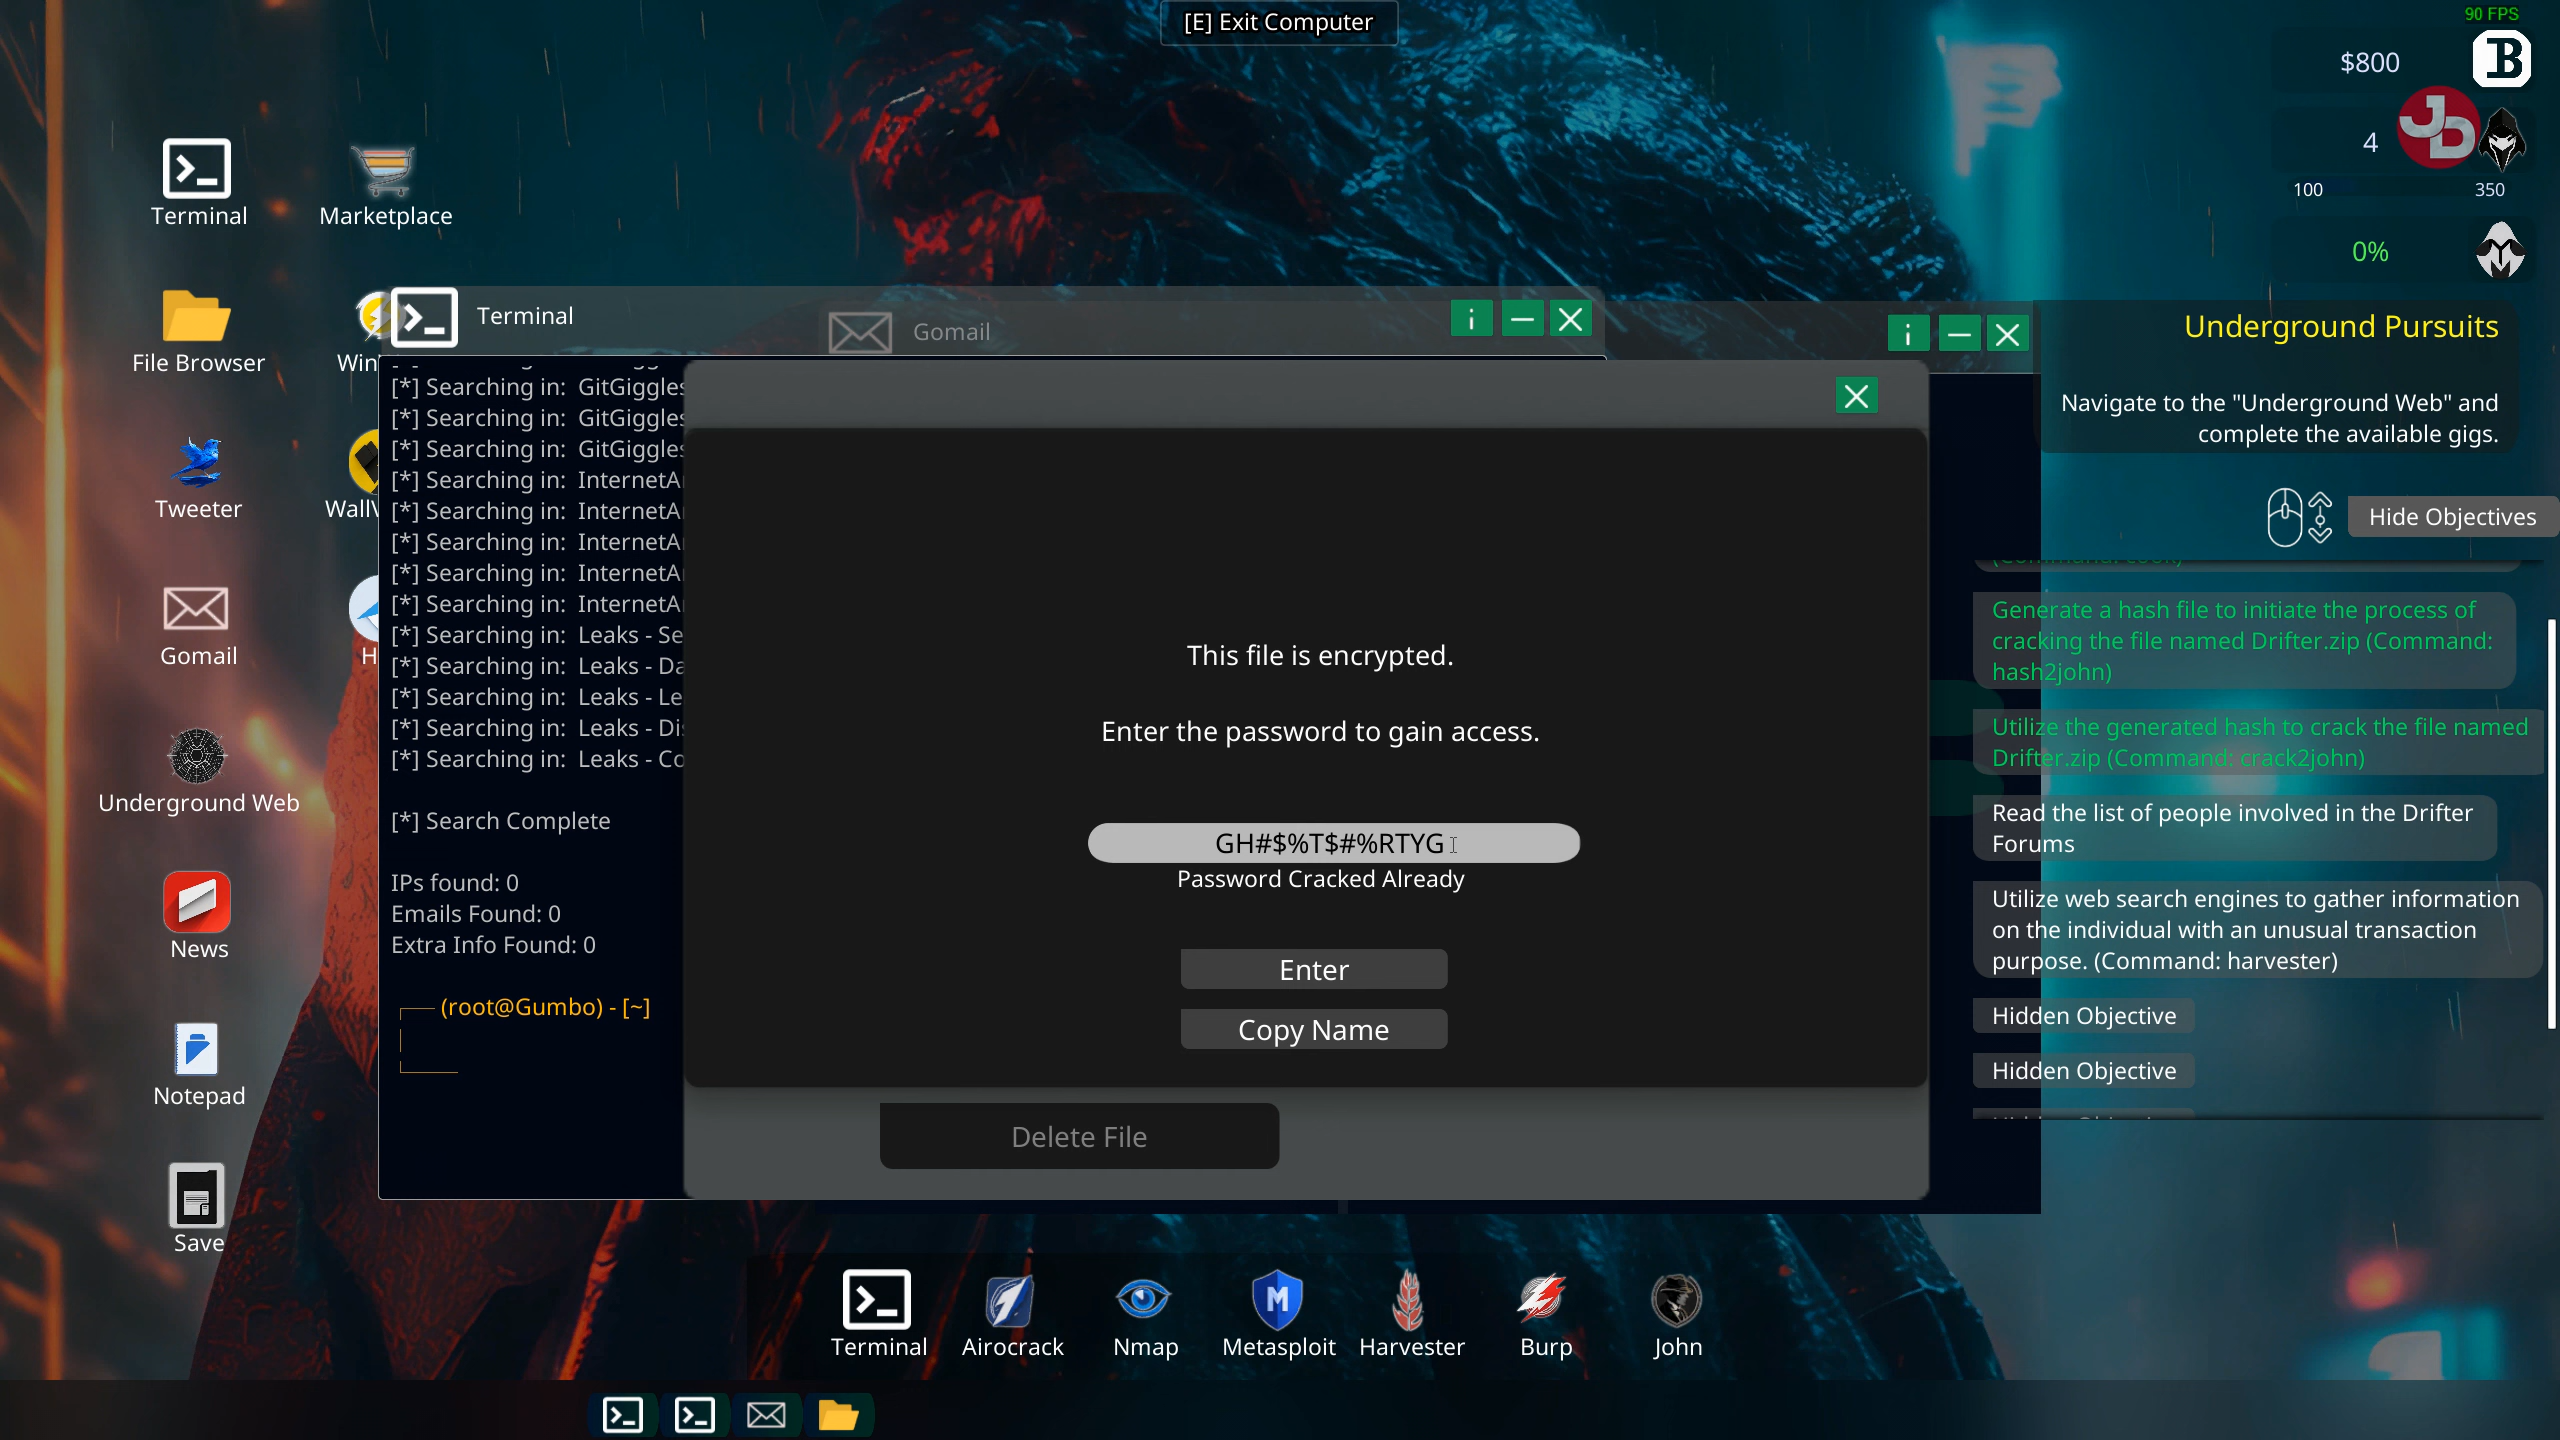 [E] Exit Computer
90 FPS
$800
B
4
JD
100
350
0%
Terminal
Marketplace
File Browser
Win
Tweeter
Wall
Gomail
H
Underground Web
News
Notepad
Save
Terminal
Gomail
[*] Searching in: GitGiggles
[*] Searching in: GitGiggles
[*] Searching in: GitGiggles
[*] Searching in: InternetA
[*] Searching in: InternetA
[*] Searching in: InternetA
[*] Searching in: InternetA
[*] Searching in: InternetA
[*] Searching in: Leaks - Se
[*] Searching in: Leaks - Da
[*] Searching in: Leaks - Le
[*] Searching in: Leaks - Di
[*] Searching in: Leaks - Co
[*] Search Complete
IPs found: 0
Emails Found: 0
Extra Info Found: 0
(root@Gumbo) - [~]
This file is encrypted.
Enter the password to gain access.
GH#$%T$#%RTYG
Password Cracked Already
Enter
Copy Name
Delete File
Underground Pursuits
Navigate to the "Underground Web" and
complete the available gigs.
Hide Objectives
Generate a hash file to initiate the process of
cracking the file named Drifter.zip (Command:
hash2john)
Utilize the generated hash to crack the file named
Drifter.zip (Command: crack2john)
Read the list of people involved in the Drifter
Forums
Utilize web search engines to gather information
on the individual with an unusual transaction
purpose. (Command: harvester)
Hidden Objective
Hidden Objective
Terminal
Airocrack
Nmap
Metasploit
Harvester
Burp
John